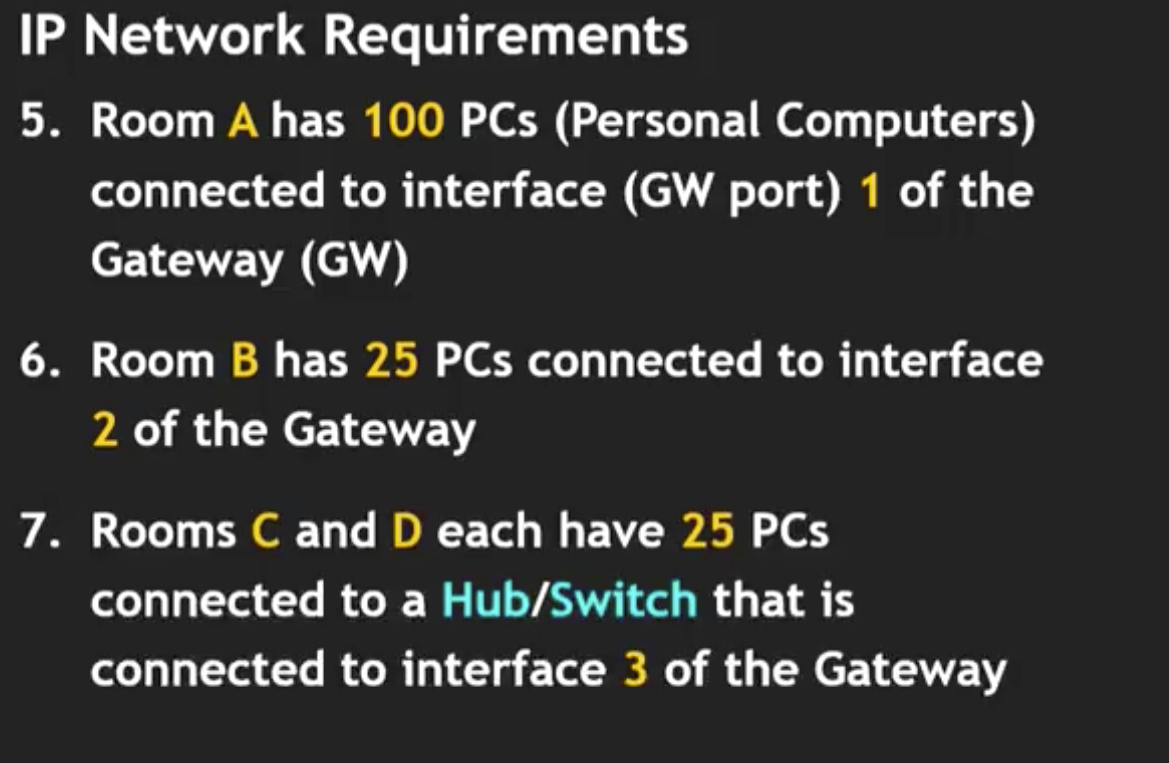 IP Network Requirements
5. Room A has 100 PCs (Personal Computers)
connected to interface (GW port) 1 of the
Gateway (GW)
6. Room B has 25 PCs connected to interface
2 of the Gateway
7. Rooms C and D each have 25 PCs
connected to a Hub/Switch that is
connected to interface 3 of the Gateway